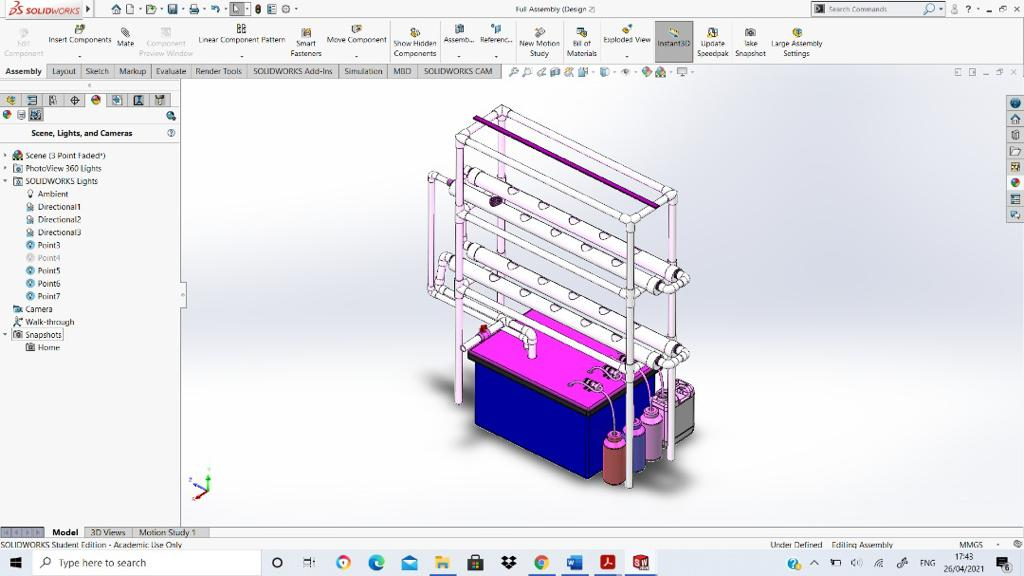 SOLIDWORKS
Full Assembly (Design 2)
Search Commands
Edit Component
Insert Components
Mate
Component Preview Window
Linear Component Pattern
Smart Fasteners
Move Component
Show Hidden Components
Assemb...
Referenc...
New Motion Study
Bill of Materials
Exploded View
Instant3D
Update Speedpak
Take Snapshot
Large Assembly Settings
Assembly
Layout
Sketch
Markup
Evaluate
Render Tools
SOLIDWORKS Add-Ins
Simulation
MBD
SOLIDWORKS CAM
Scene, Lights, and Cameras
Scene (3 Point Faded*)
PhotoView 360 Lights
SOLIDWORKS Lights
Ambient
Directional1
Directional2
Directional3
Point3
Point4
Point5
Point6
Point7
Camera
Walk-through
Snapshots
Home
Model
3D Views
Motion Study 1
SOLIDWORKS Student Edition - Academic Use Only
Under Defined
Editing Assembly
MMGS
Type here to search
ENG
17:43
26/04/2021